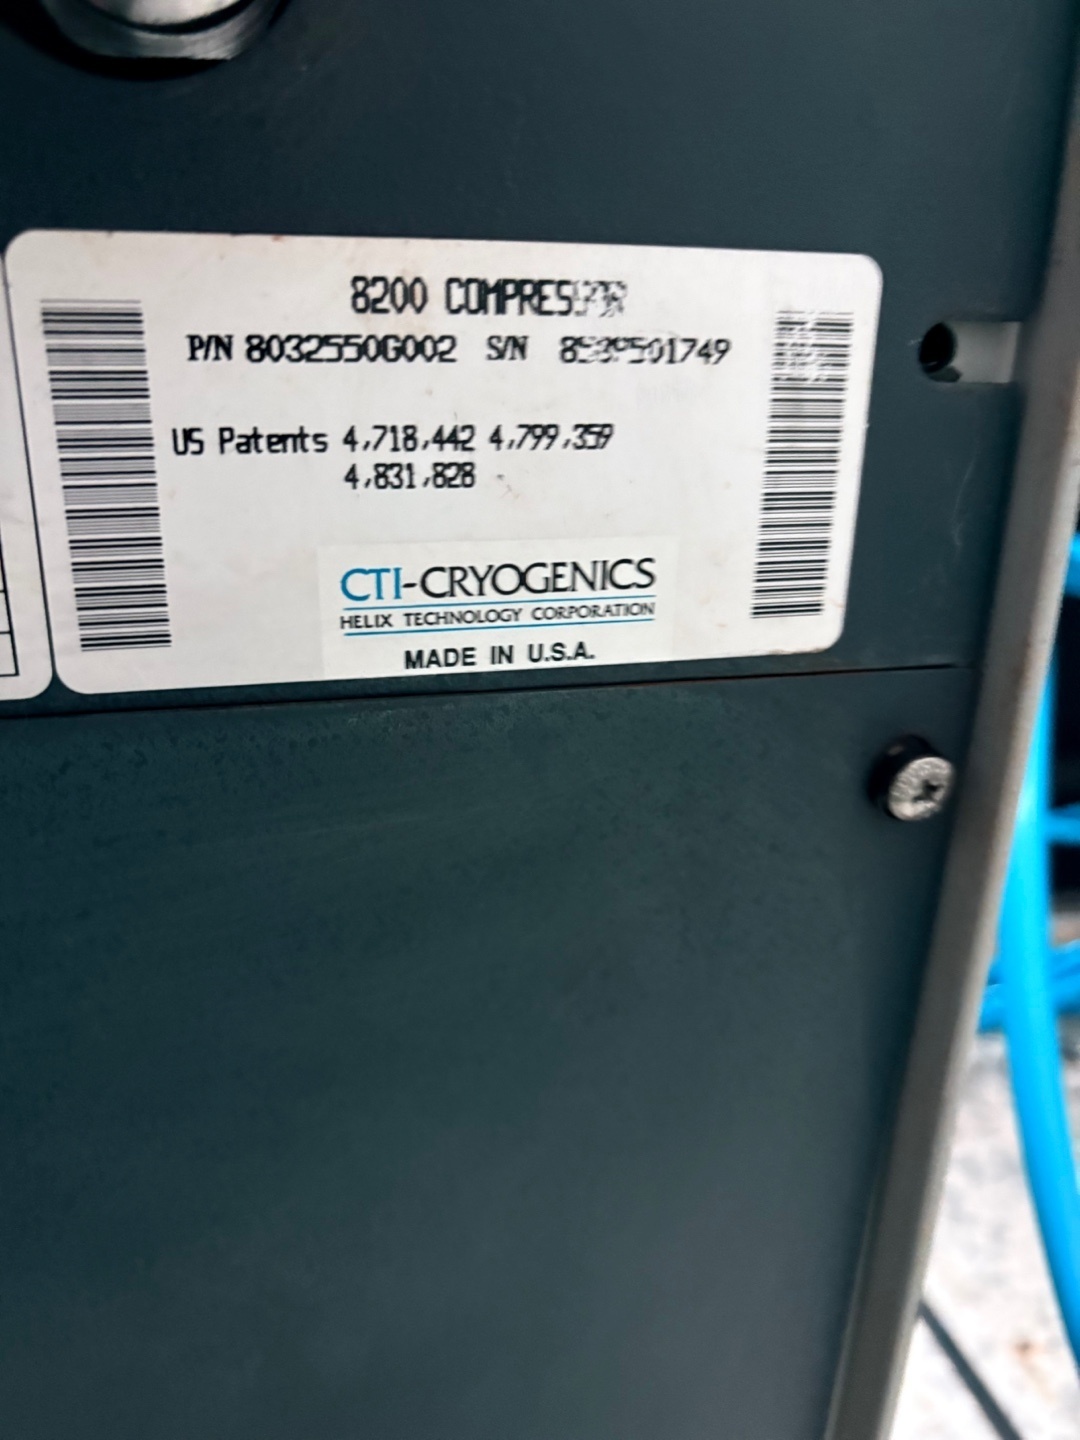 8200 COMPRESSOR
P/N 8032550G002 S/N
US Patents 4,718,442 4,799,359
4,831,828
CTI-CRYOGENICS
HELIX TECHNOLOGY CORPORATION
MADE IN U.S.A.